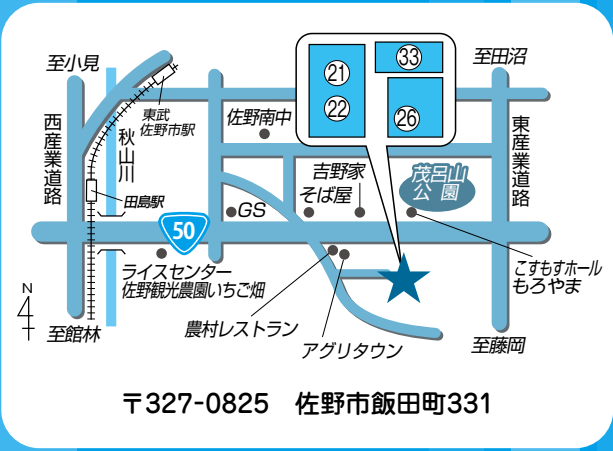 至小見
21
33
22
26
至田沼
東武
佐野市駅
西産業道路
秋山川
佐野南中
東産業道路
吉野家
そば屋
茂呂山
公園
田島駅
GS
50
ライスセンター
佐野観光農園いちご畑
こすもすホール
もろやま
N
農村レストラン
至館林
アグリタウン
至藤岡
〒327-0825 佐野市飯田町331